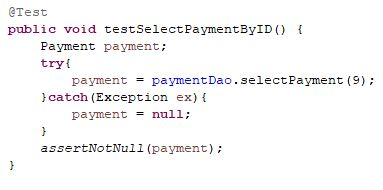 @Test
public void testSelectPaymentByID() {
    Payment payment;
    try{
        payment = paymentDao.selectPayment(9);
    }catch(Exception ex){
        payment = null;
    }
    assertNotNull(payment);
}